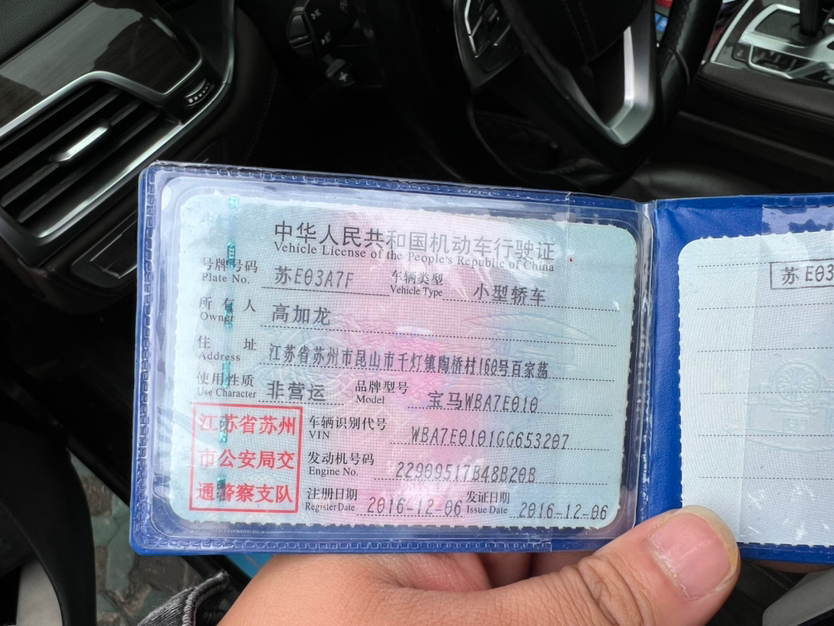 中华人民共和国机动车行驶证
Vehicle License of the People's Republic of China
号牌号码 苏E03A7F 车辆类型 小型轿车
Plate No. Vehicle Type
所有人 高加龙
Owner
住址 江苏省苏州市昆山市千灯镇陶桥村160号百家荡
Address
使用性质 非营运 品牌型号 宝马WBA7E010
Use Character Model
车辆识别代号 WBA7E0101GG653207
VIN
发动机号码 22909517B48B20B
Engine No.
注册日期 2016-12-06 发证日期 2016-12-06
Register Date Issue Date
江苏省苏州
市公安局交
通警察支队
苏E03